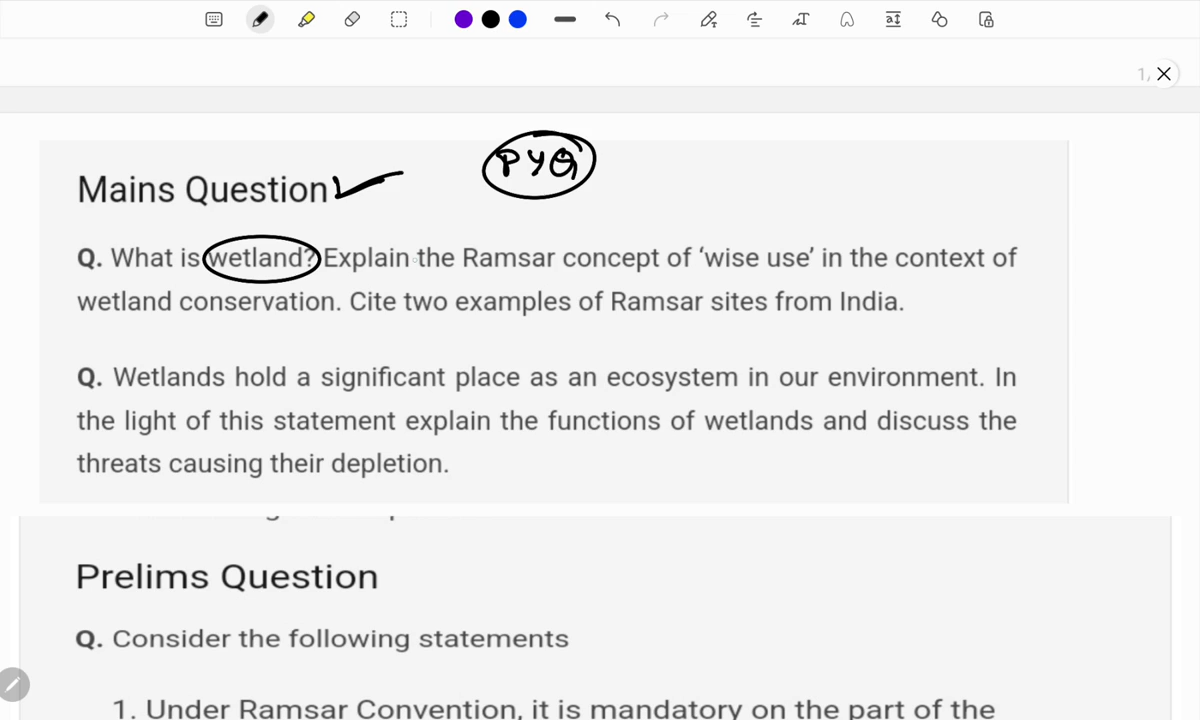 1,
PYQ
Mains Question
Q. What is wetland? Explain the Ramsar concept of ‘wise use’ in the context of
wetland conservation. Cite two examples of Ramsar sites from India.
Q. Wetlands hold a significant place as an ecosystem in our environment. In
the light of this statement explain the functions of wetlands and discuss the
threats causing their depletion.
Prelims Question
Q. Consider the following statements
1. Under Ramsar Convention, it is mandatory on the part of the